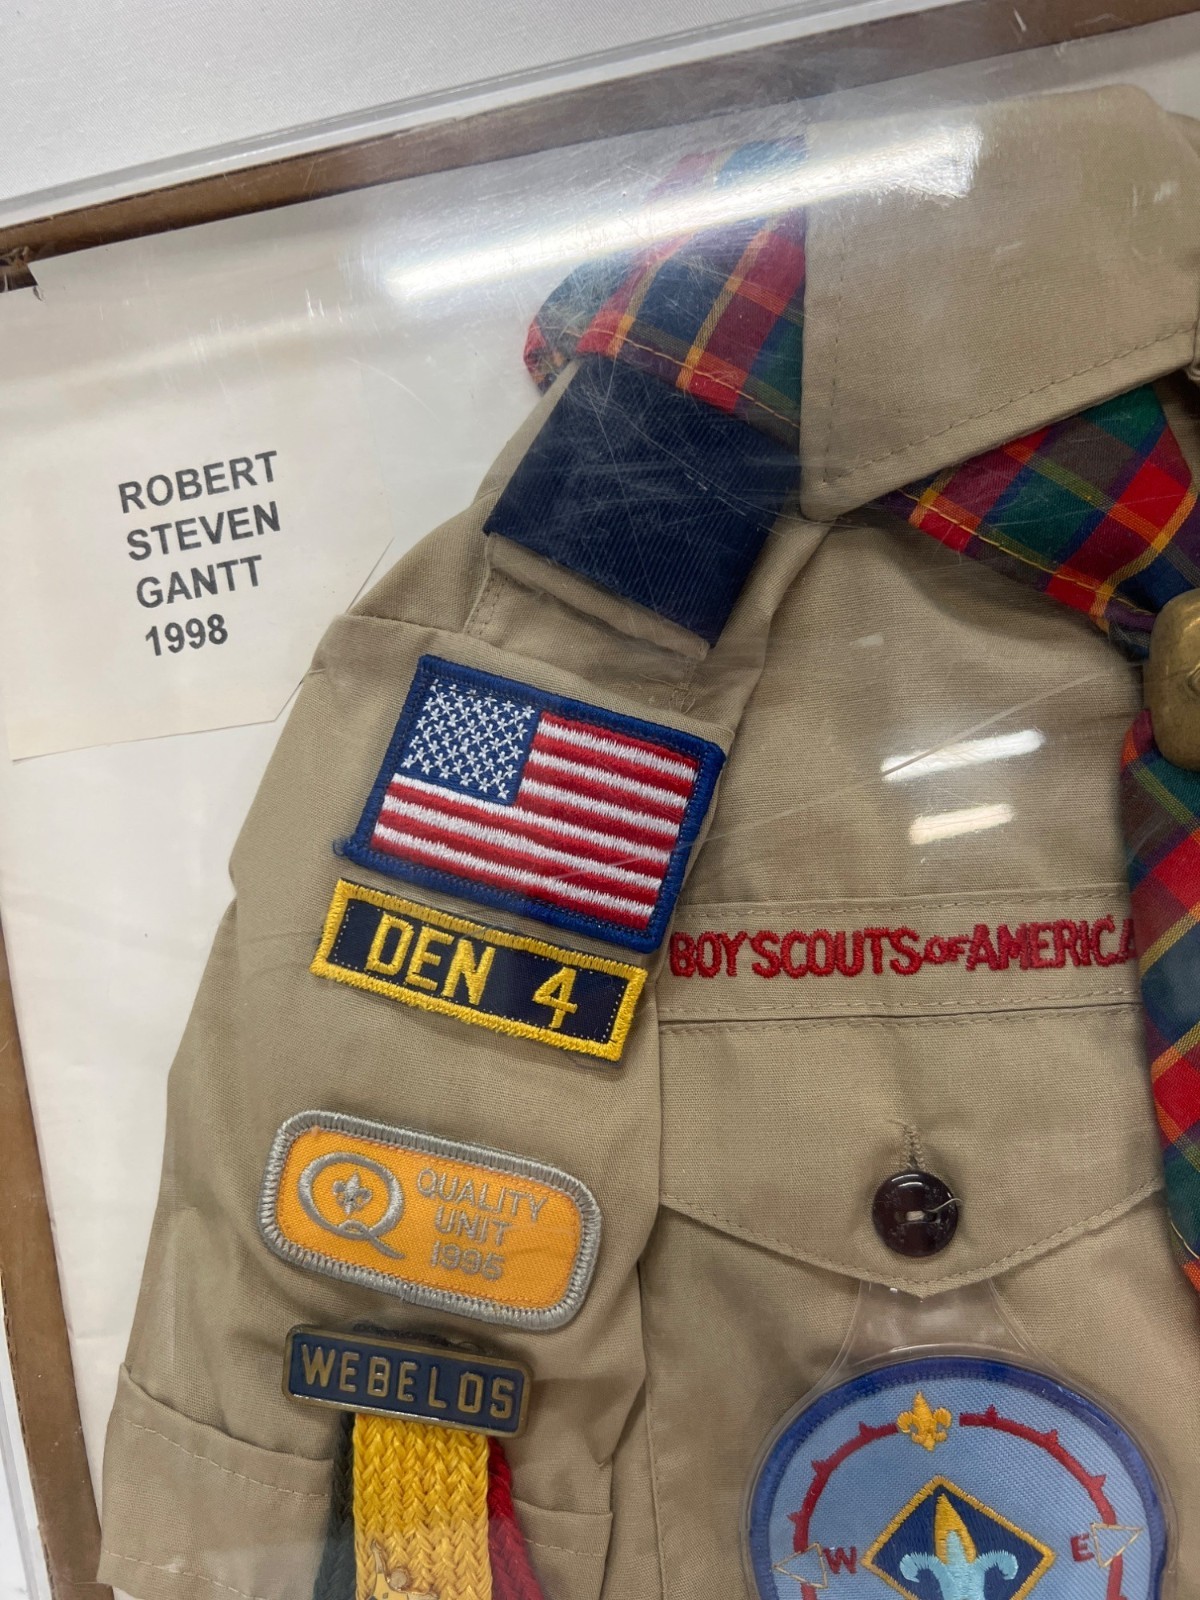 ROBERT
STEVEN
GANTT
1998
DEN 4
BOY SCOUTS OF AMERICA
QUALITY
UNIT
1995
WEBELOS
W
E